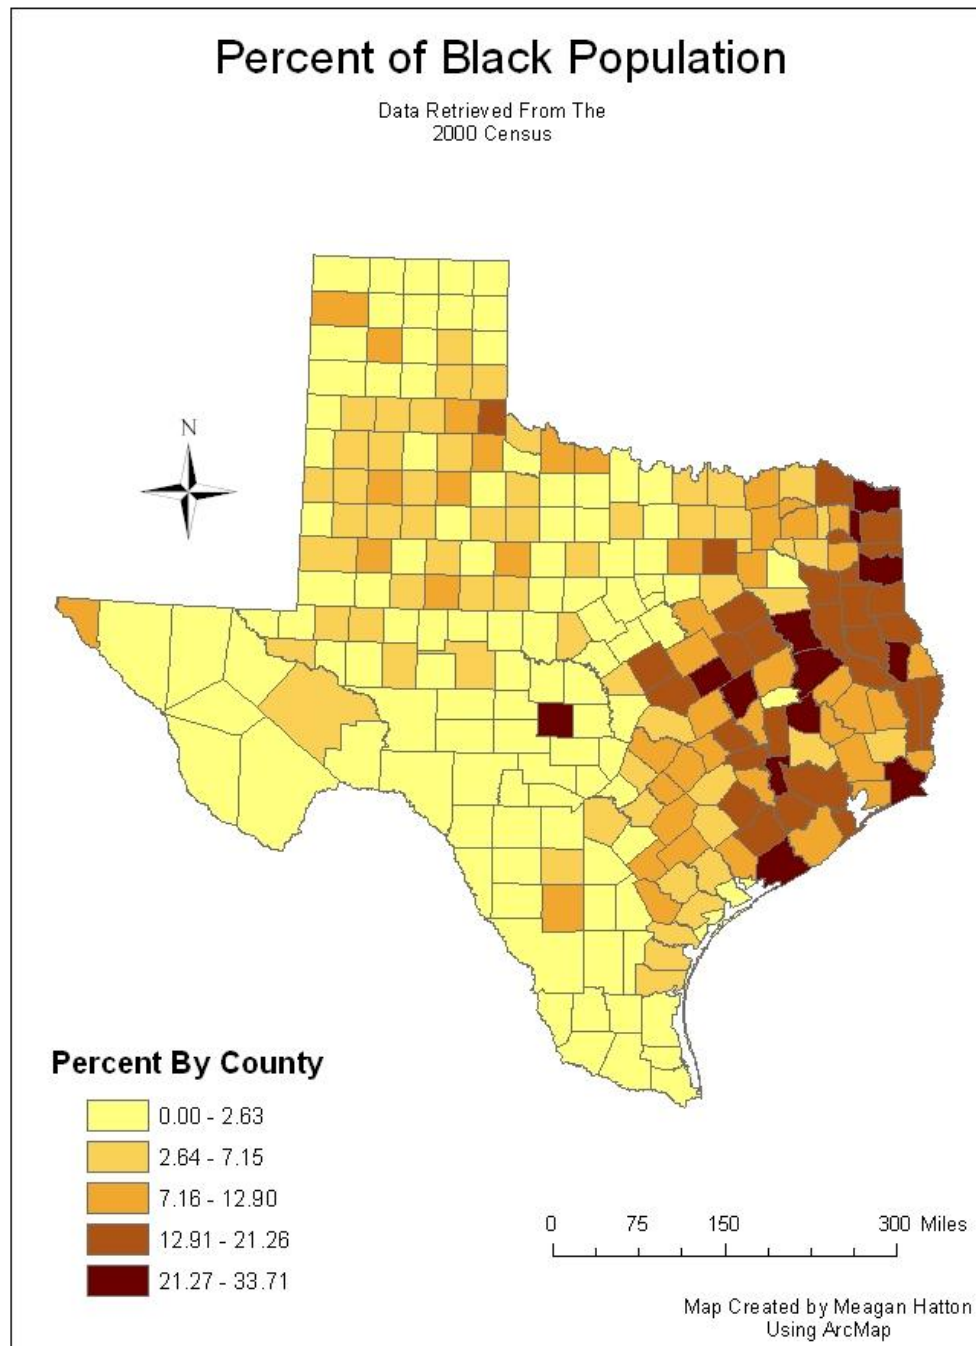 Percent of Black Population
Data Retrieved From The
2000 Census
N
Percent By County
0.00 - 2.63
2.64 - 7.15
7.16 - 12.90
12.91 - 21.26
21.27 - 33.71
0 75 150 300 Miles
Map Created by Meagan Hatton
Using ArcMap